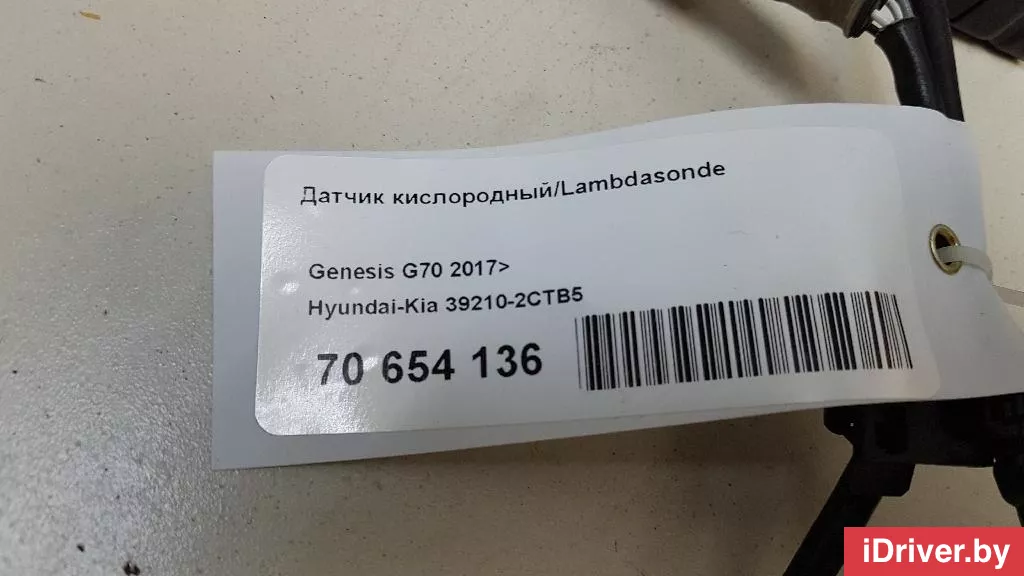 Датчик кислородный/Lambdasonde
Genesis G70 2017>
Hyundai-Kia 39210-2CTB5
70 654 136
iDriver.by